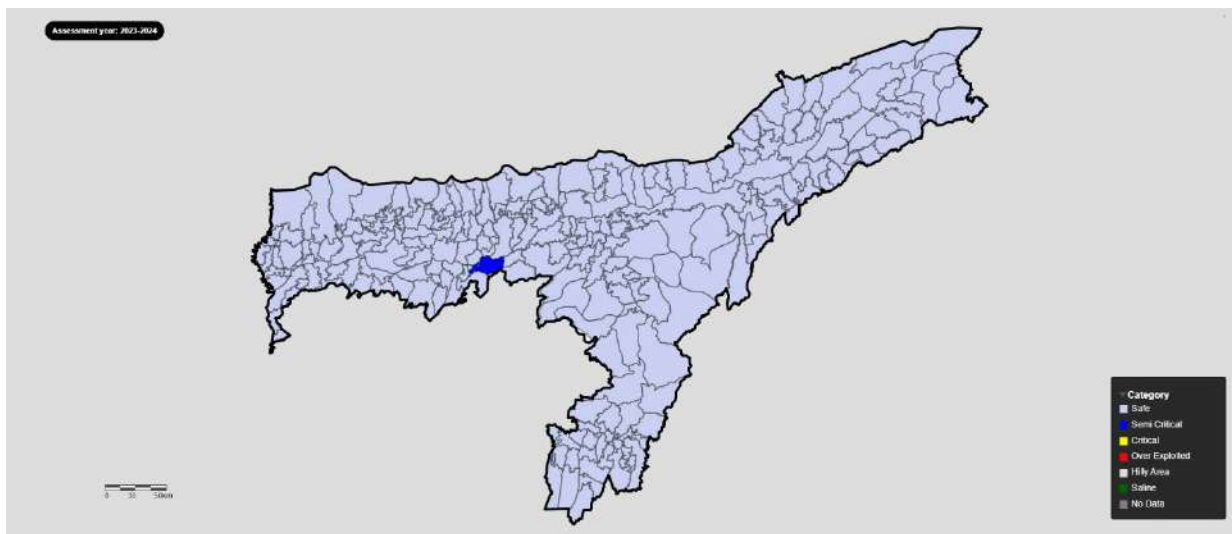 Assessment year: 2023-2024
Category
Safe
Semi Critical
Critical
Over Exploited
Hilly Area
Saline
No Data
0
50km